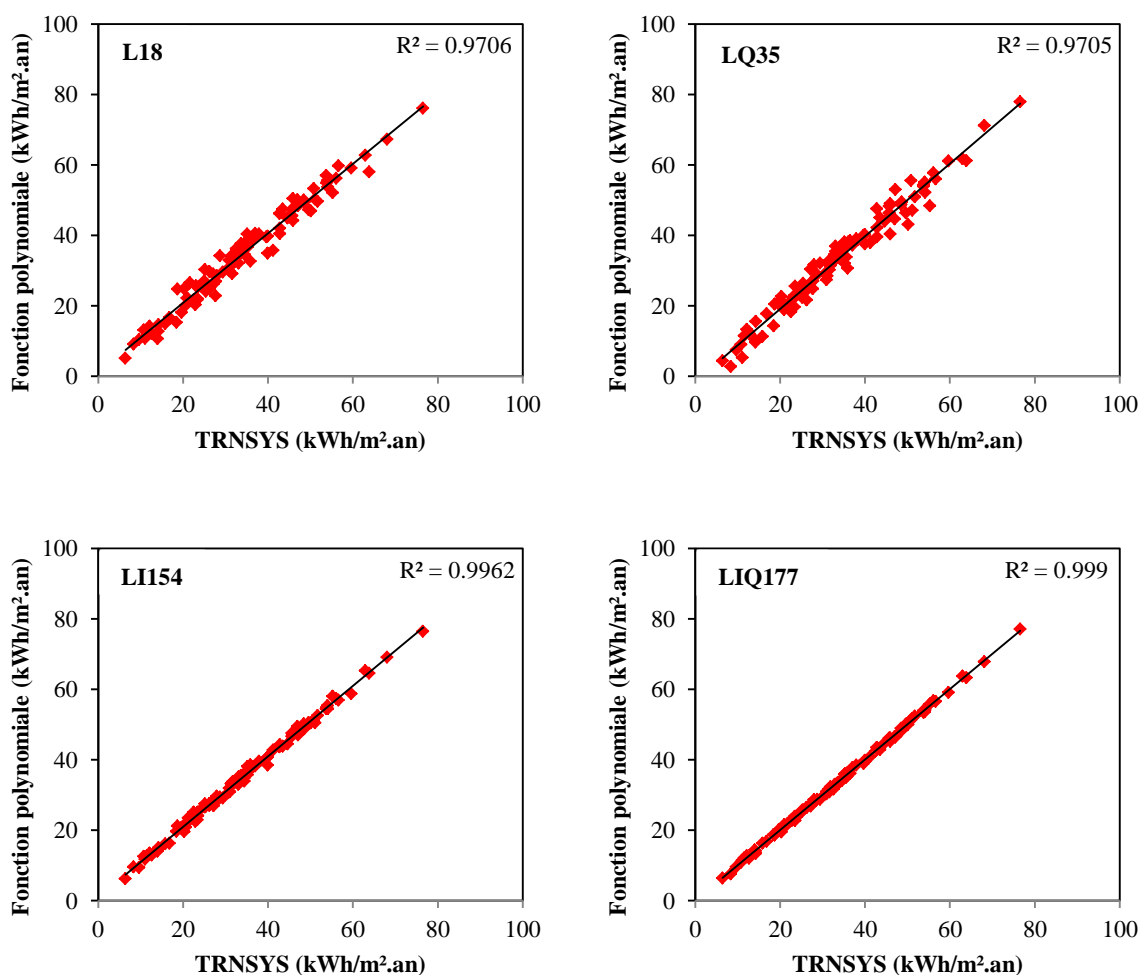 L18
R² = 0.9706
100
80
60
40
20
0
Fonction polynomiale (kWh/m².an)
0 20 40 60 80 100
TRNSYS (kWh/m².an)
LQ35
R² = 0.9705
100
80
60
40
20
0
Fonction polynomiale (kWh/m².an)
0 20 40 60 80 100
TRNSYS (kWh/m².an)
LI154
R² = 0.9962
100
80
60
40
20
0
Fonction polynomiale (kWh/m².an)
0 20 40 60 80 100
TRNSYS (kWh/m².an)
LIQ177
R² = 0.999
100
80
60
40
20
0
Fonction polynomiale (kWh/m².an)
0 20 40 60 80 100
TRNSYS (kWh/m².an)